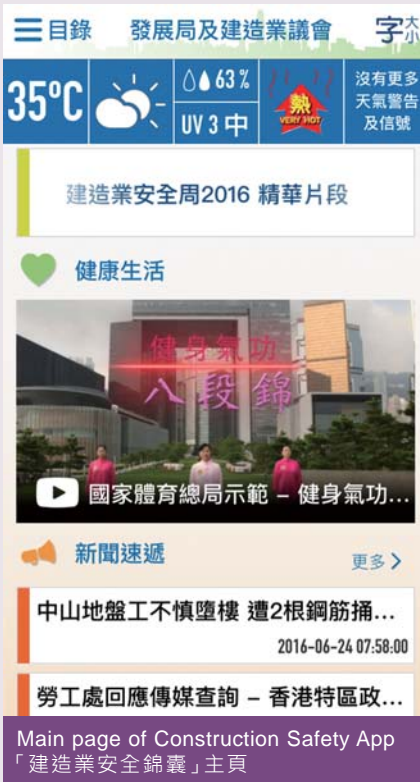 目錄 發展局及建造業議會 字大小
35°C 63% UV 3 中 熱 VERY HOT 沒有更多
天氣警告
及信號
建造業安全周2016 精華片段
健康生活
健身氣功
八段錦
國家體育總局示範 – 健身氣功...
新聞速遞 更多
中山地盤工不慎墮樓 遭2根鋼筋捅...
2016-06-24 07:58:00
勞工處回應傳媒查詢 – 香港特區政...
Main page of Construction Safety App
「建造業安全錦囊」主頁